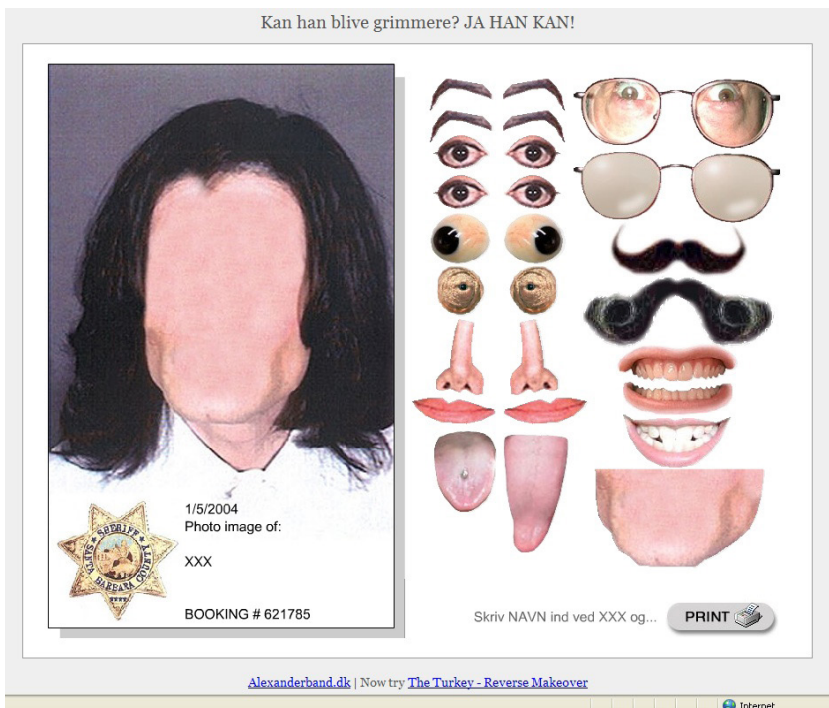 Kan han blive grimmere? JA HAN KAN!
1/5/2004
Photo image of:
SHERIFF
SANTA BARBARA COUNTY
XXX
BOOKING # 621785
Skriv NAVN ind ved XXX og...
PRINT
Alexanderband.dk | Now try The Turkey - Reverse Makeover
Internet